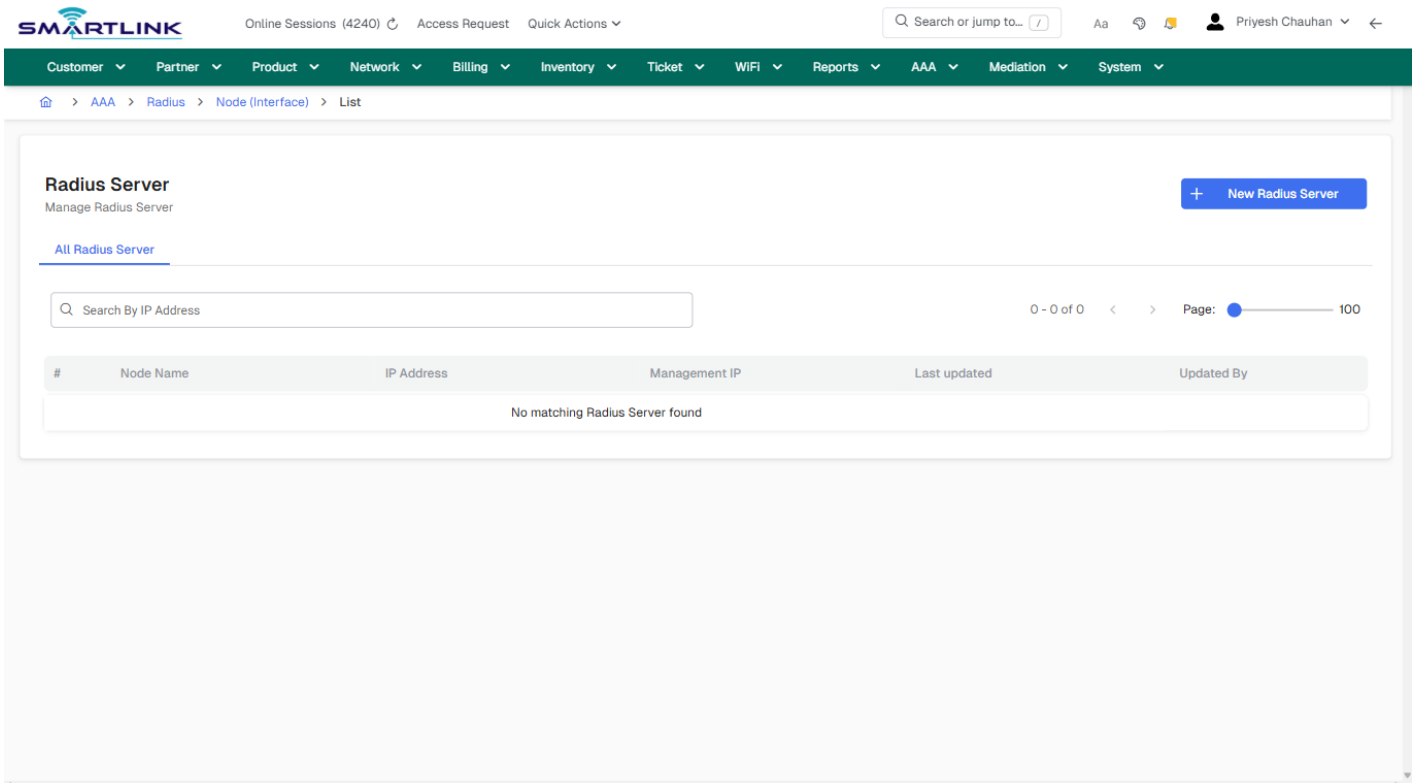 SMARTLINK Online Sessions (4240) Access Request Quick Actions Search or jump to... / Aa Priyesh Chauhan
Customer Partner Product Network Billing Inventory Ticket WiFi Reports AAA Mediation System
> AAA > Radius > Node (Interface) > List
Radius Server
Manage Radius Server
+ New Radius Server
All Radius Server
Search By IP Address 0 - 0 of 0 < > Page: 100
# Node Name IP Address Management IP Last updated Updated By
No matching Radius Server found